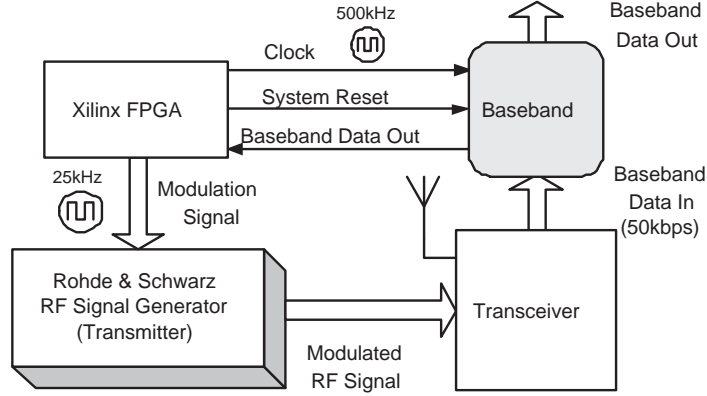 500kHz
Baseband
Data Out
Clock
Xilinx FPGA
System Reset
Baseband
Baseband Data Out
25kHz
Modulation
Signal
Baseband
Data In
(50kbps)
Rohde & Schwarz
RF Signal Generator
(Transmitter)
Transceiver
Modulated
RF Signal